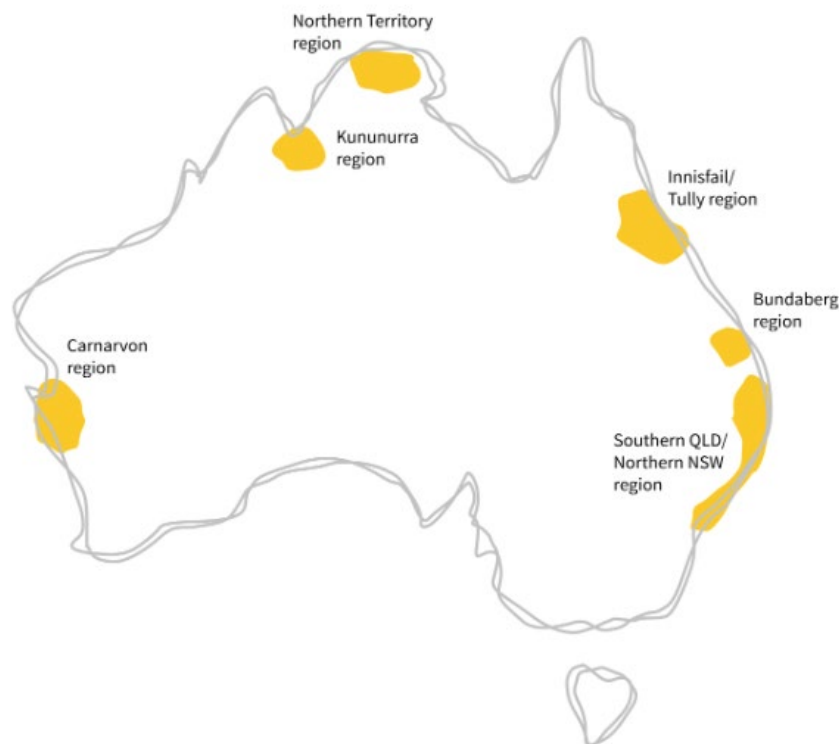 Northern Territory
region
Kununurra
region
Innisfail/
Tully region
Bundaberg
region
Carnarvon
region
Southern QLD/
Northern NSW
region